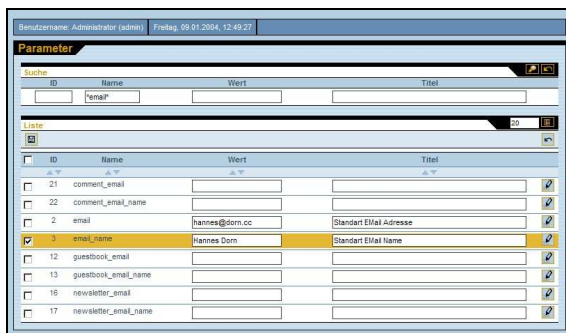 Benutzername: Administrator (admin) Freitag, 09.01.2004, 12:49:27
Parameter
Suche
ID Name Wert Titel
*email*
Liste 20
ID Name Wert Titel
21 comment_email
22 comment_email_name
2 email hannes@dorn.cc Standart EMail Adresse
3 email_name Hannes Dorn Standart EMail Name
12 guestbook_email
13 guestbook_email_name
16 newsletter_email
17 newsletter_email_name